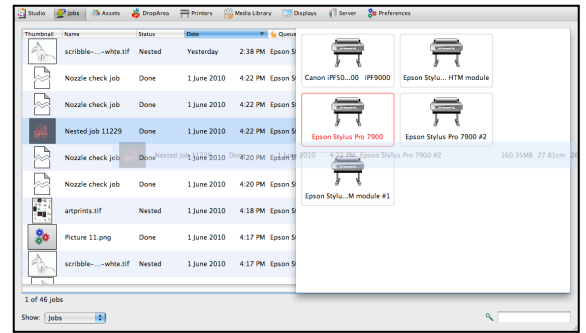 Studio Jobs Assets DropArea Printers Media Library Displays Server Preferences
Thumbnail Name Status Date Queue
scribble-...-whte.tif Nested Yesterday 2:38 PM Epson S
Nozzle check job Done 1 June 2010 4:22 PM Epson S
Nozzle check job Done 1 June 2010 4:22 PM Epson S
Nested job 11229 Done 1 June 2010 4:22 PM Epson S
Nozzle check job Done 1 June 2010 4:20 PM Epson S
Nested job 11229 Done 1 June 2010 4:22 PM Epson Stylus Pro 7900 #2 160.35MB 27.81cm
Nozzle check job Done 1 June 2010 4:20 PM Epson S
artprints.tif Nested 1 June 2010 4:18 PM Epson S
Picture 11.png Done 1 June 2010 4:17 PM Epson S
scribble-...-whte.tif Nested 1 June 2010 4:17 PM Epson S
Canon iPF50...00 iPF9000 Epson Stylu... HTM module
Epson Stylus Pro 7900 Epson Stylus Pro 7900 #2
Epson Stylu...M module #1
1 of 46 jobs
Show: Jobs